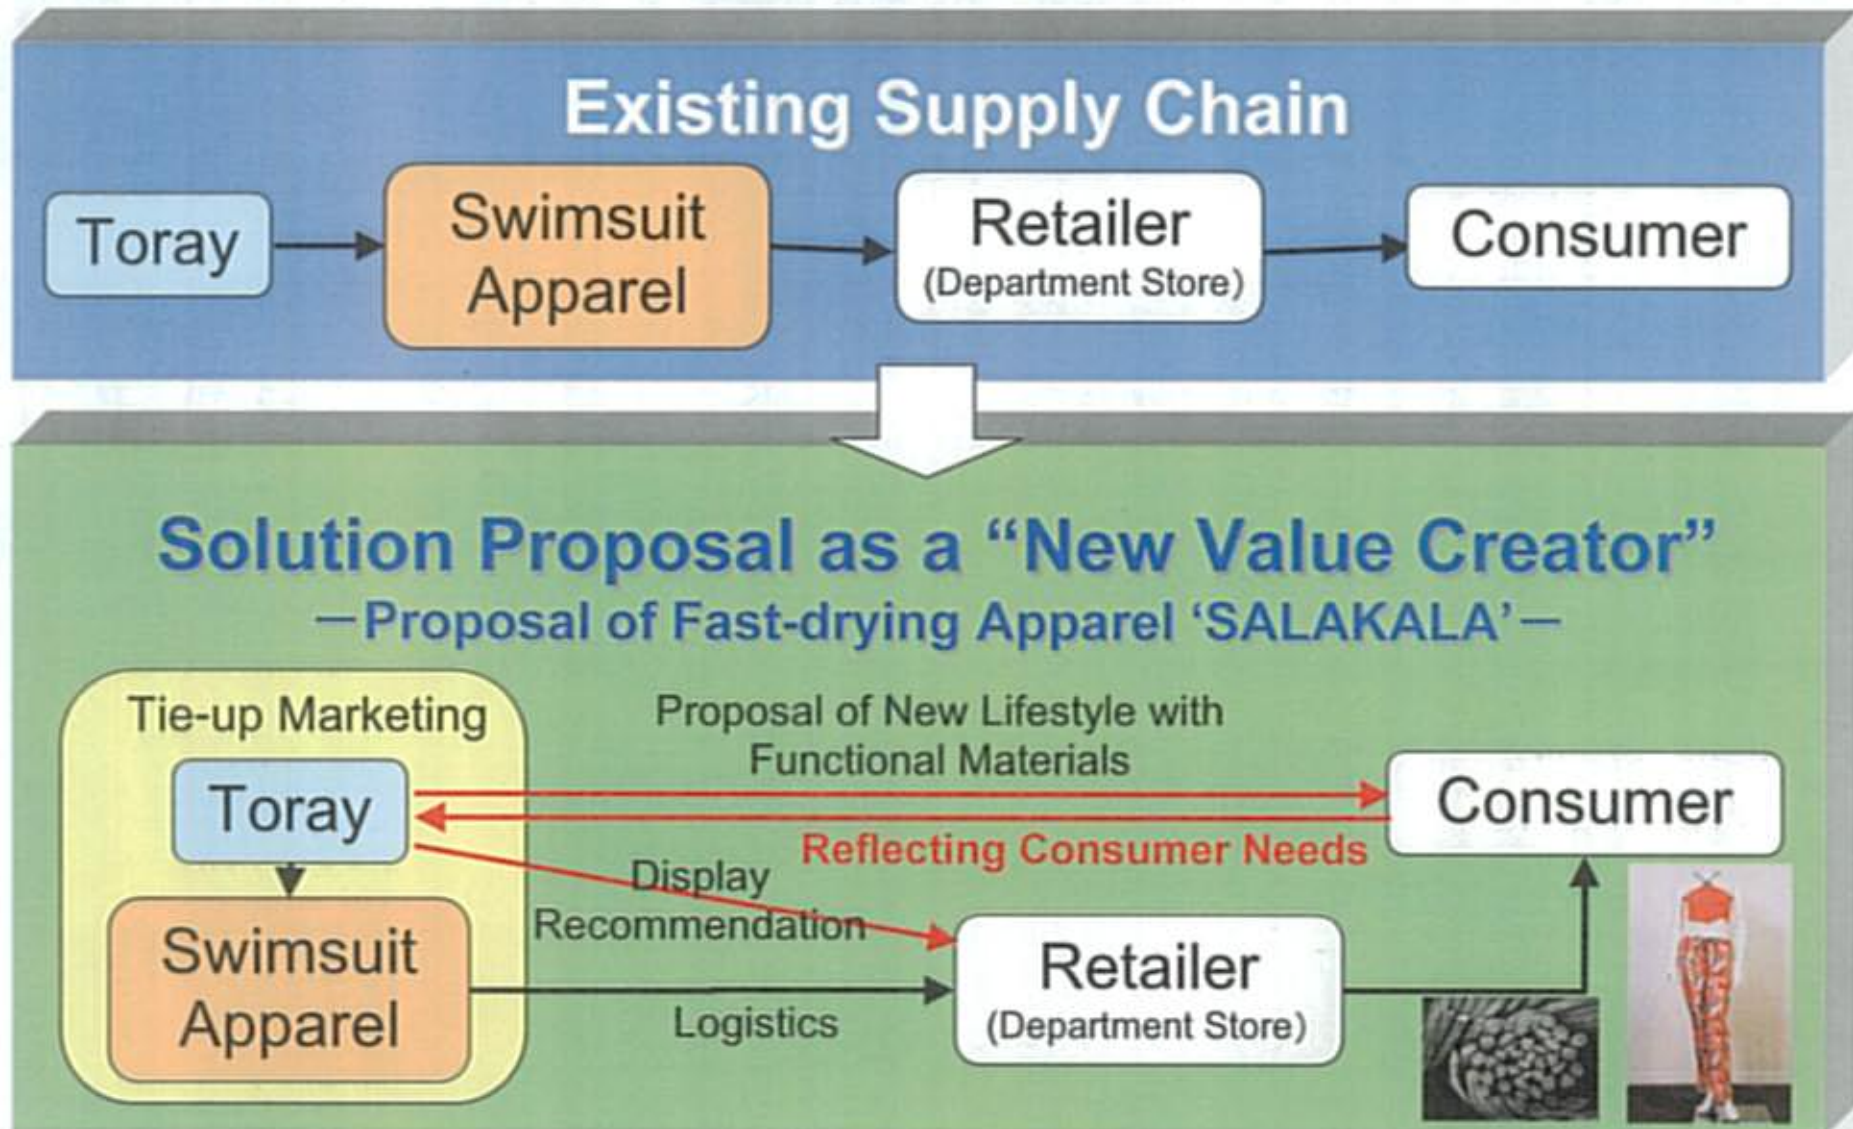 Existing Supply Chain
Toray
Swimsuit
Apparel
Retailer
(Department Store)
Consumer
Solution Proposal as a “New Value Creator”
—Proposal of Fast-drying Apparel ‘SALAKALA’—
Tie-up Marketing
Toray
Swimsuit
Apparel
Proposal of New Lifestyle with
Functional Materials
Reflecting Consumer Needs
Display
Recommendation
Logistics
Retailer
(Department Store)
Consumer